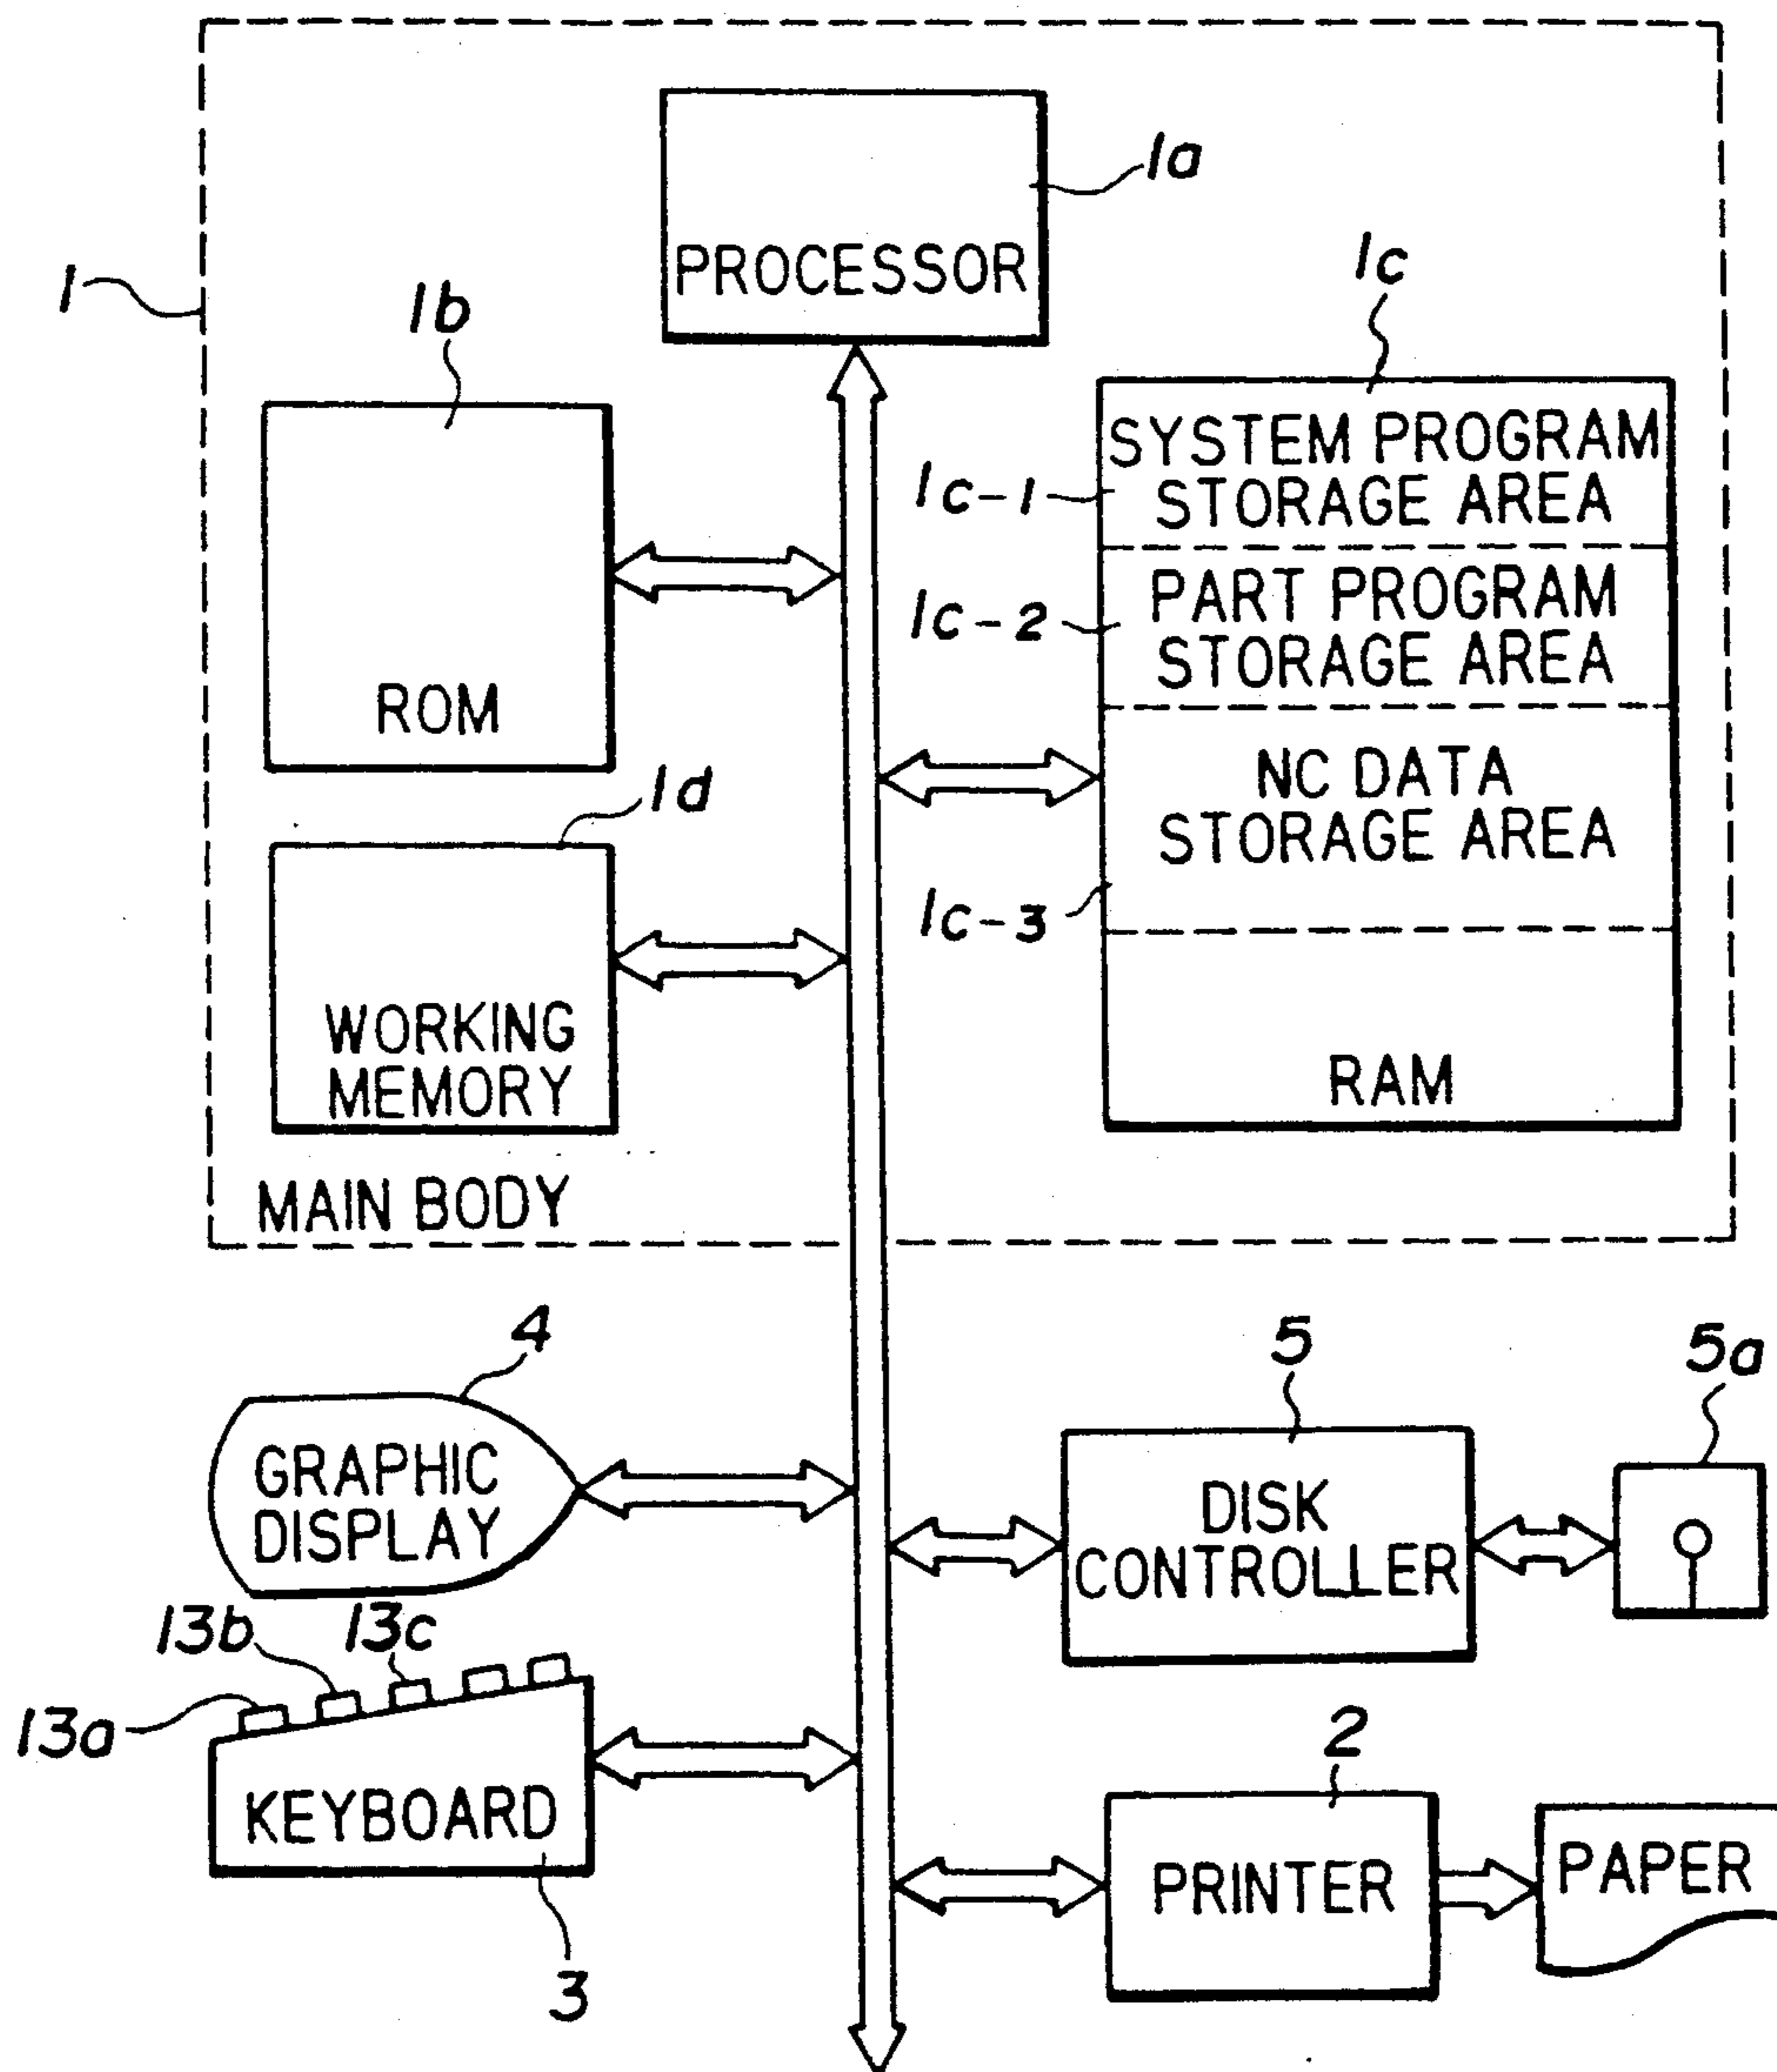 1
1a
PROCESSOR
1b
ROM
1c
SYSTEM PROGRAM
STORAGE AREA
1c-1
PART PROGRAM
STORAGE AREA
1c-2
NC DATA
STORAGE AREA
1c-3
RAM
1d
WORKING
MEMORY
MAIN BODY
4
GRAPHIC
DISPLAY
5
DISK
CONTROLLER
5a
13a
13b
13c
KEYBOARD
3
2
PRINTER
PAPER